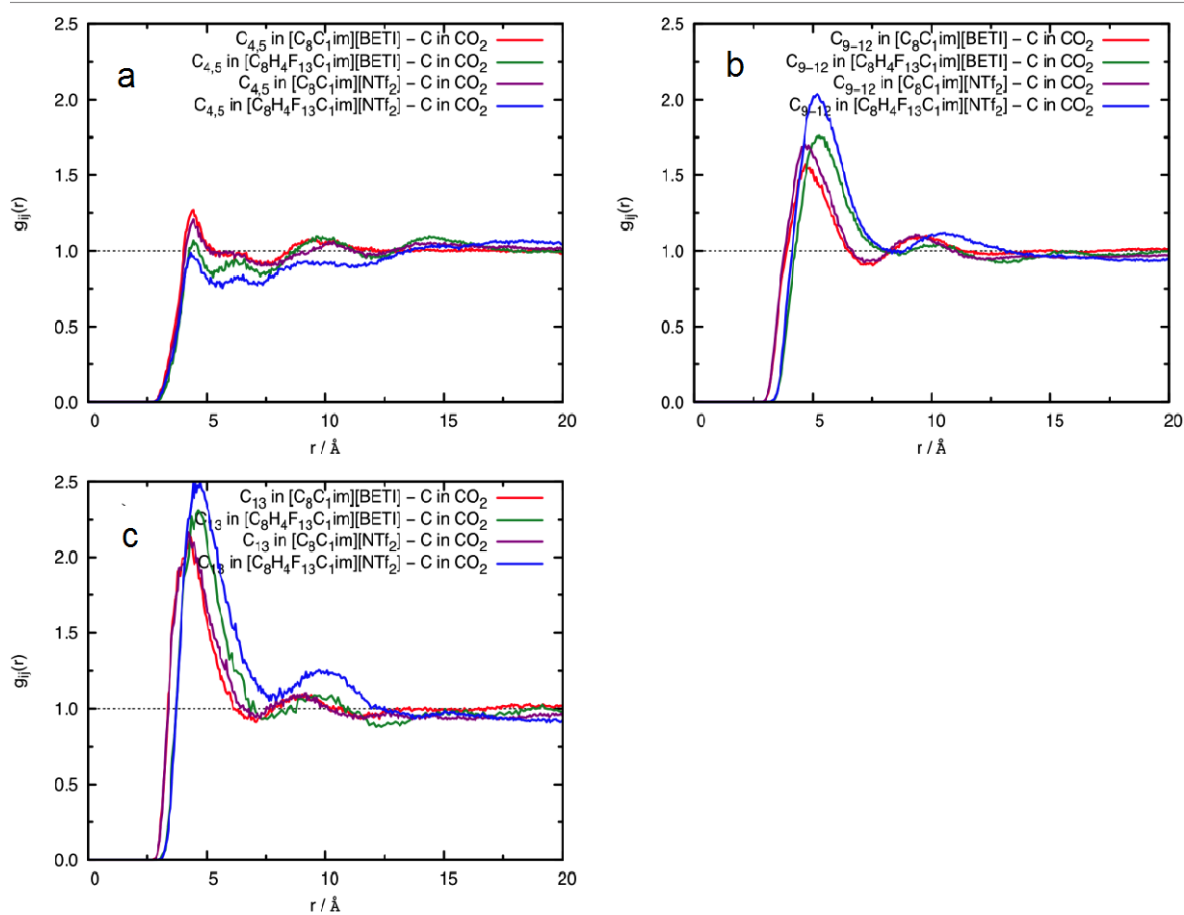 a
C4,5 in [C8C1im][BETI] – C in CO2
C4,5 in [C8H4F13C1im][BETI] – C in CO2
C4,5 in [C8C1im][NTf2] – C in CO2
C4,5 in [C8H4F13C1im][NTf2] – C in CO2
gij(r)
2.5
2.0
1.5
1.0
0.5
0.0
0 5 10 15 20
r / Å
b
C9–12 in [C8C1im][BETI] – C in CO2
C9–12 in [C8H4F13C1im][BETI] – C in CO2
C9–12 in [C8C1im][NTf2] – C in CO2
C9–12 in [C8H4F13C1im][NTf2] – C in CO2
gij(r)
2.5
2.0
1.5
1.0
0.5
0.0
0 5 10 15 20
r / Å
c
C13 in [C8C1im][BETI] – C in CO2
C13 in [C8H4F13C1im][BETI] – C in CO2
C13 in [C8C1im][NTf2] – C in CO2
C13 in [C8H4F13C1im][NTf2] – C in CO2
gij(r)
2.5
2.0
1.5
1.0
0.5
0.0
0 5 10 15 20
r / Å